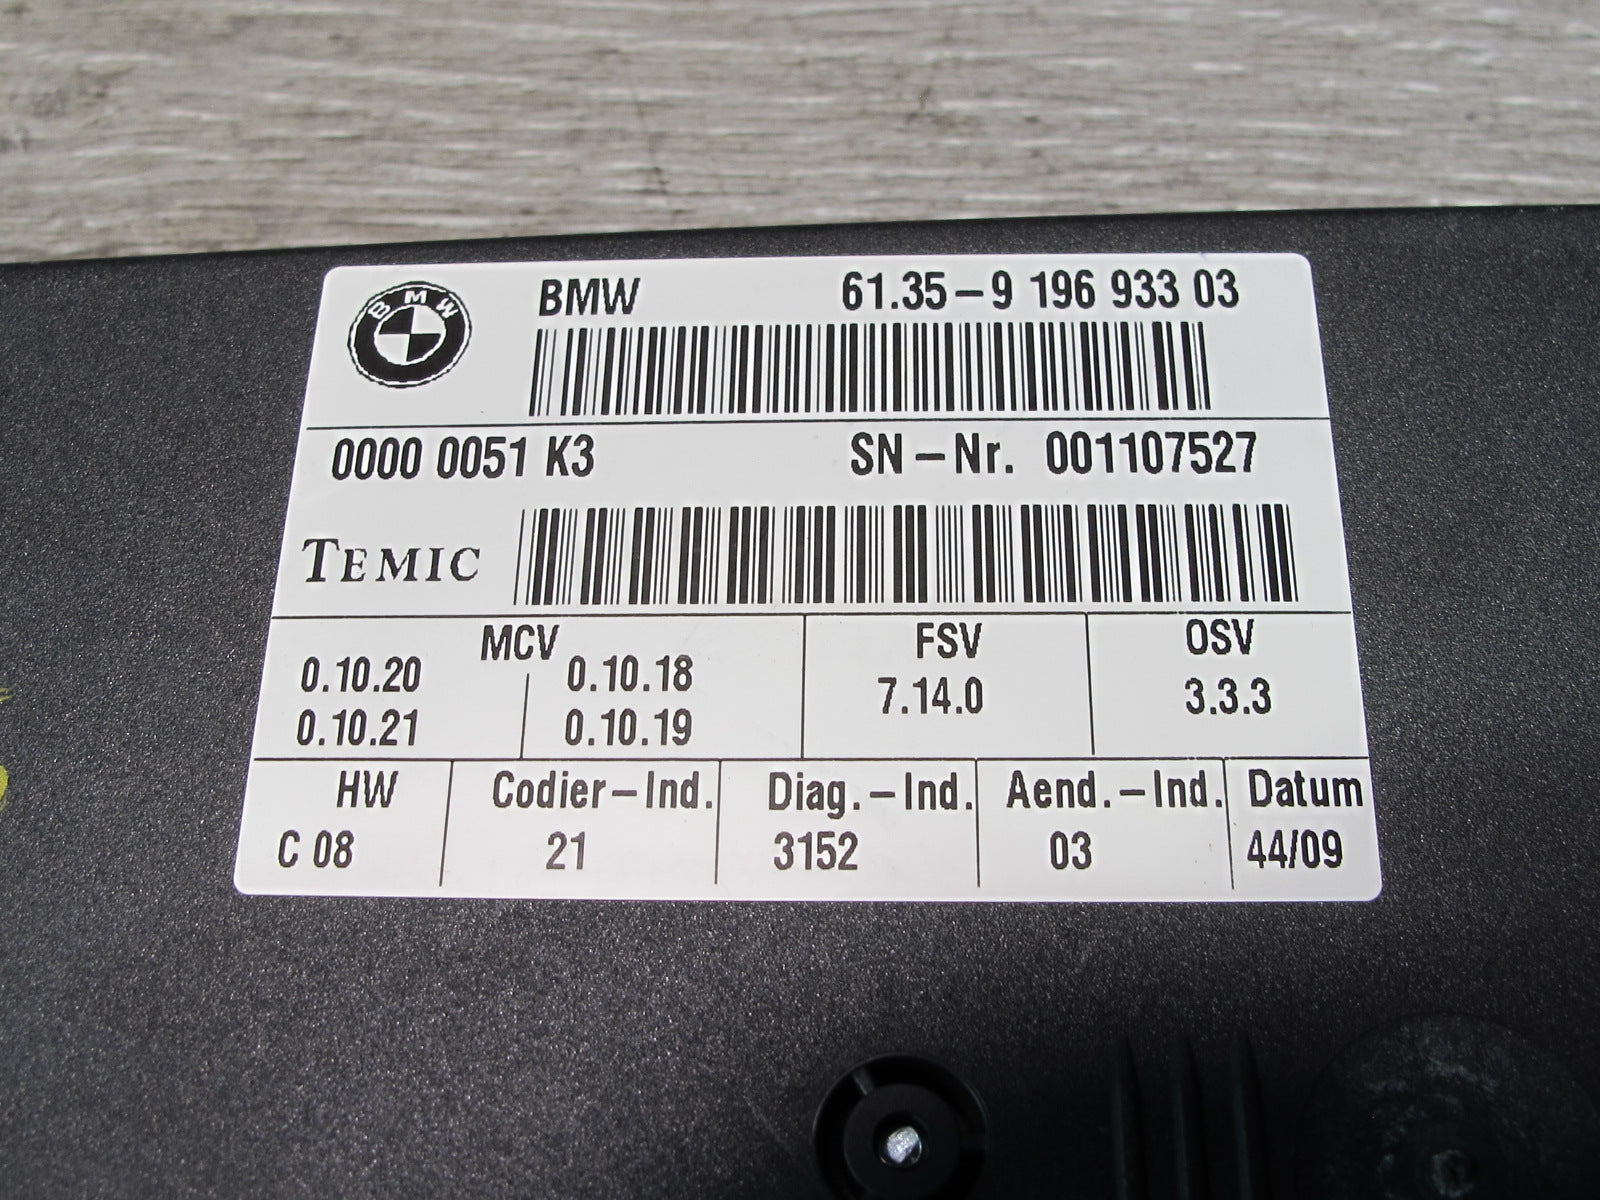 BMW BMW 61.35-9 196 933 03
0000 0051 K3 SN-Nr. 001107527
TEMIC
MCV FSV OSV
0.10.20 0.10.18 7.14.0 3.3.3
0.10.21 0.10.19
HW Codier-Ind. Diag.-Ind. Aend.-Ind. Datum
C 08 21 3152 03 44/09